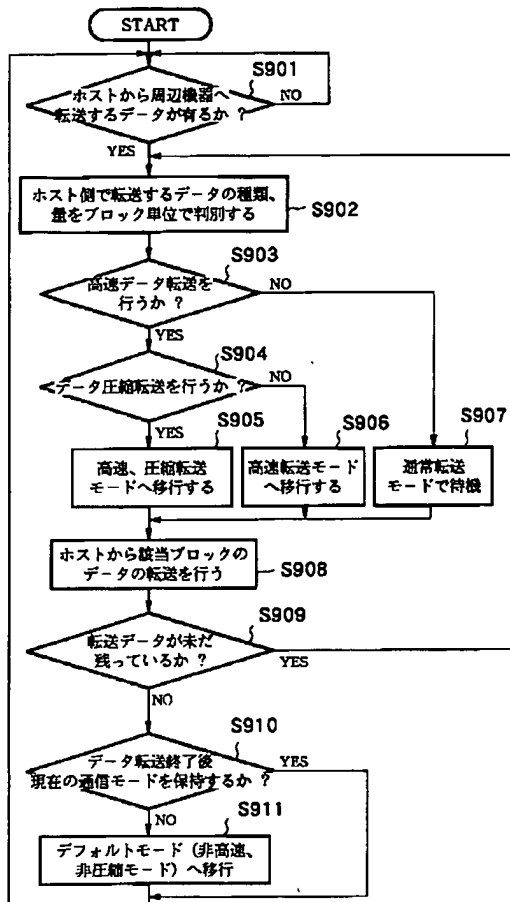 START
S901
ホストから周辺機器へ
転送するデータが有るか ?
NO
YES
ホスト側で転送するデータの種類、
量をブロック単位で判別する
S902
S903
高速データ転送を
行うか ?
NO
YES
S904
データ圧縮転送を行うか ?
NO
YES
S905
高速、圧縮転送
モードへ移行する
S906
高速転送モード
へ移行する
S907
通常転送
モードで待機
ホストから該当ブロックの
データの転送を行う
S908
S909
転送データが未だ
残っているか ?
YES
NO
S910
データ転送終了後
現在の通信モードを保持するか ?
YES
NO
S911
デフォルトモード (非高速、
非圧縮モード) へ移行